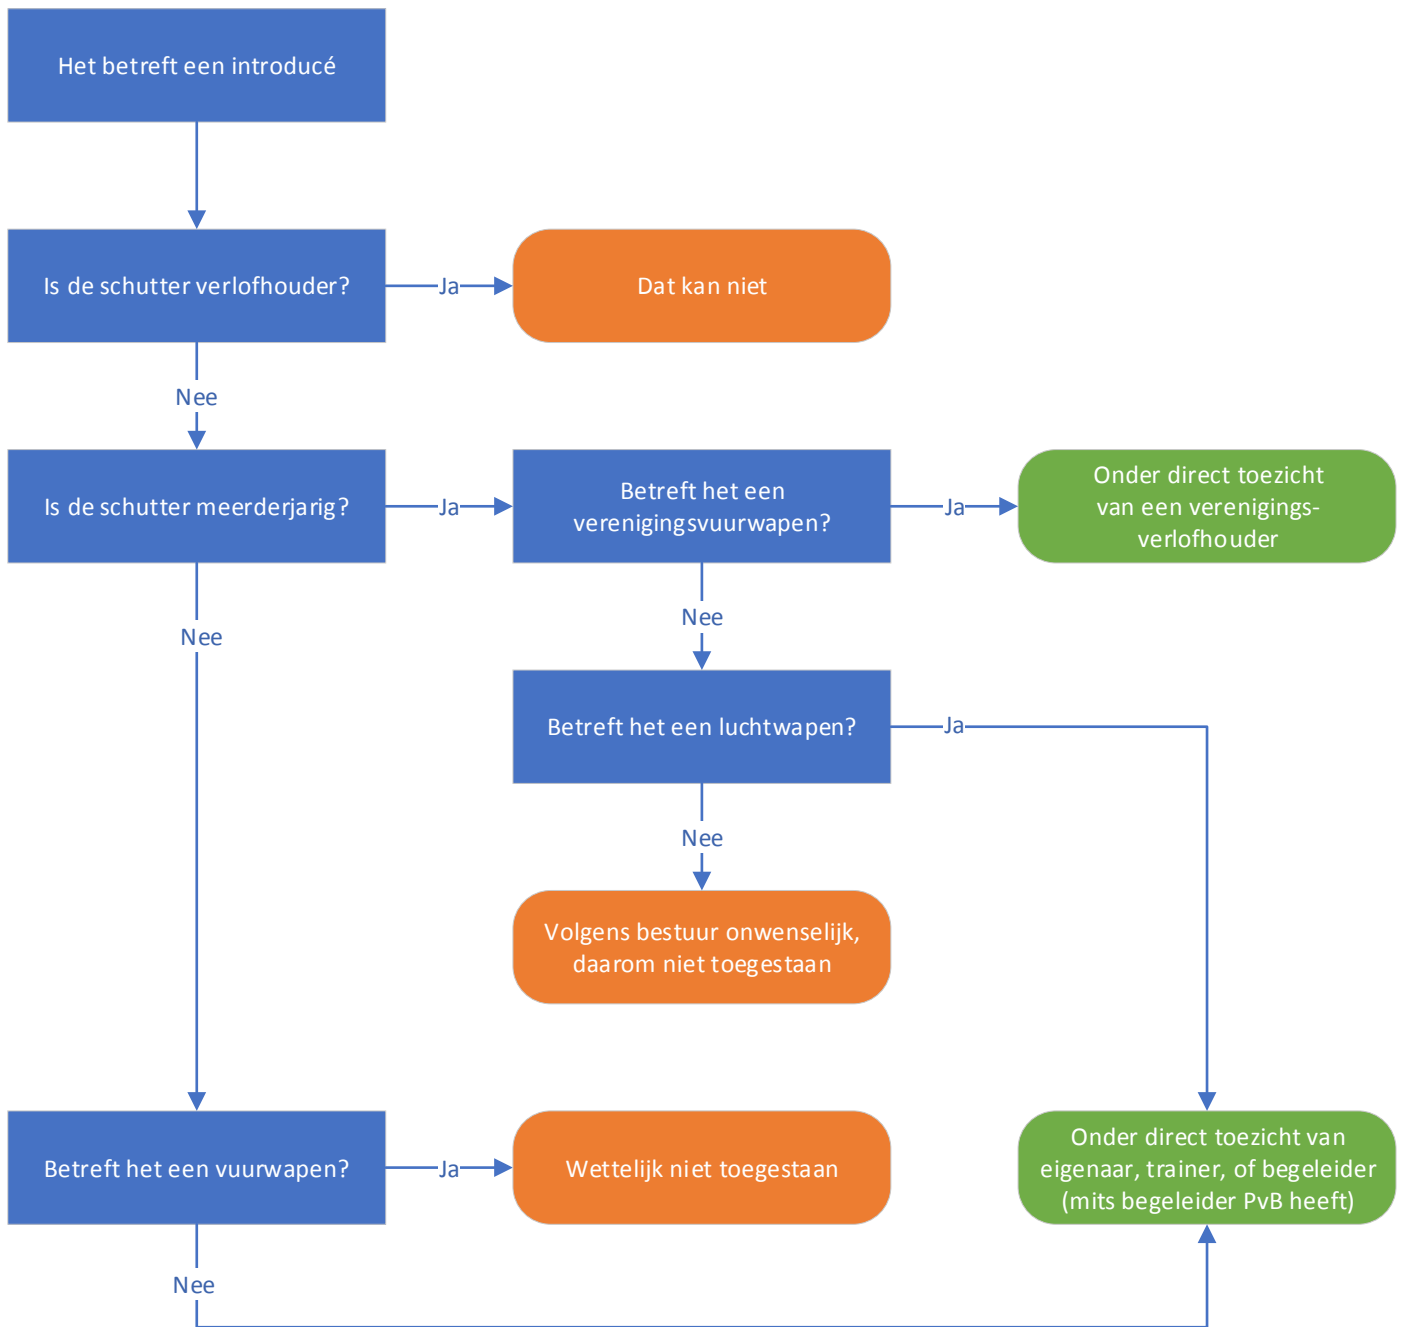 Het betreft een introducé
Is de schutter verlofhouder?
Ja
Dat kan niet
Nee
Is de schutter meerderjarig?
Ja
Betreft het een
verenigingsvuurwapen?
Ja
Onder direct toezicht
van een verenigings-
verlofhouder
Nee
Nee
Betreft het een luchtwapen?
Ja
Nee
Volgens bestuur onwenselijk,
daarom niet toegestaan
Betreft het een vuurwapen?
Ja
Wettelijk niet toegestaan
Onder direct toezicht van
eigenaar, trainer, of begeleider
(mits begeleider PvB heeft)
Nee